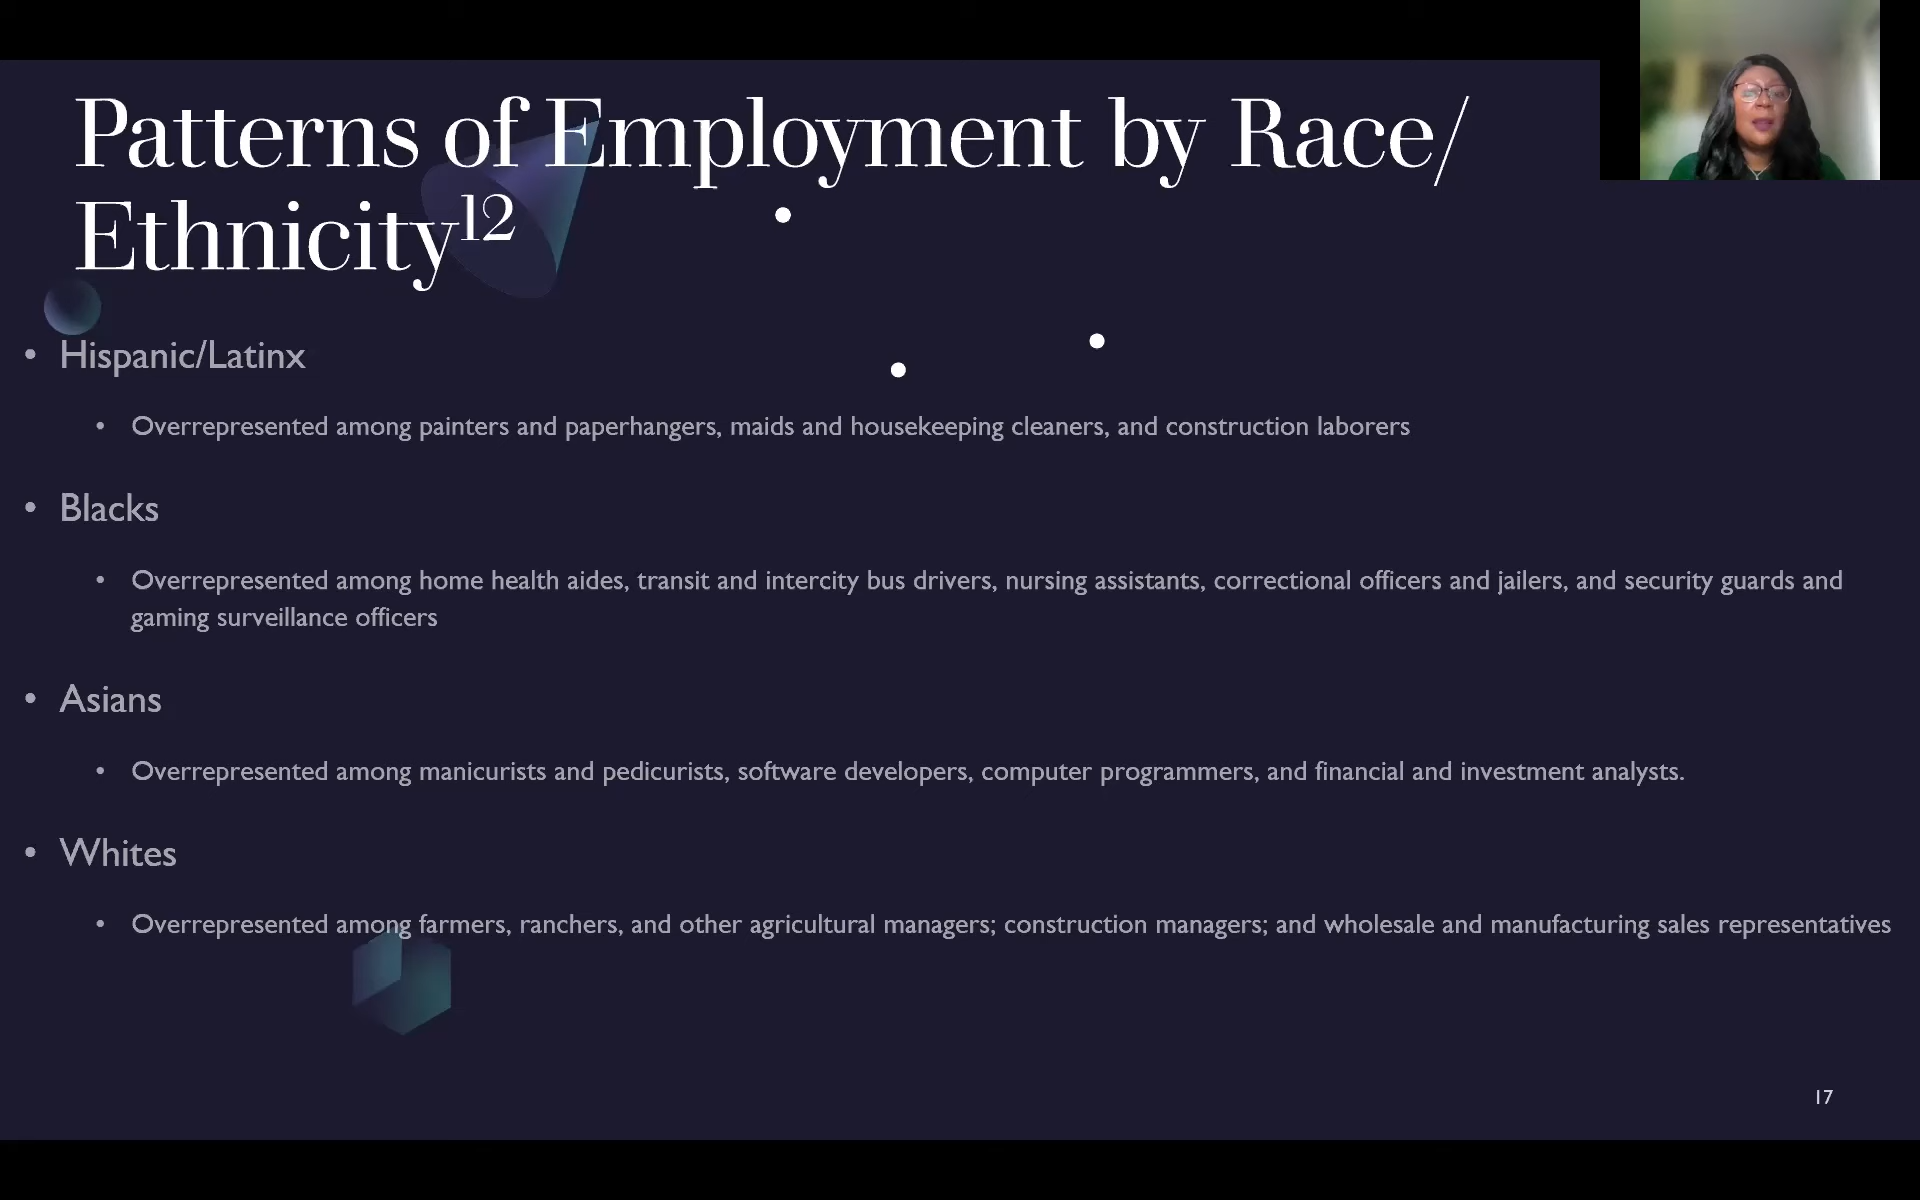 Patterns of Employment by Race/
Ethnicity¹²
• Hispanic/Latinx
• Overrepresented among painters and paperhangers, maids and housekeeping cleaners, and construction laborers
• Blacks
• Overrepresented among home health aides, transit and intercity bus drivers, nursing assistants, correctional officers and jailers, and security guards and
gaming surveillance officers
• Asians
• Overrepresented among manicurists and pedicurists, software developers, computer programmers, and financial and investment analysts.
• Whites
• Overrepresented among farmers, ranchers, and other agricultural managers; construction managers; and wholesale and manufacturing sales representatives
17